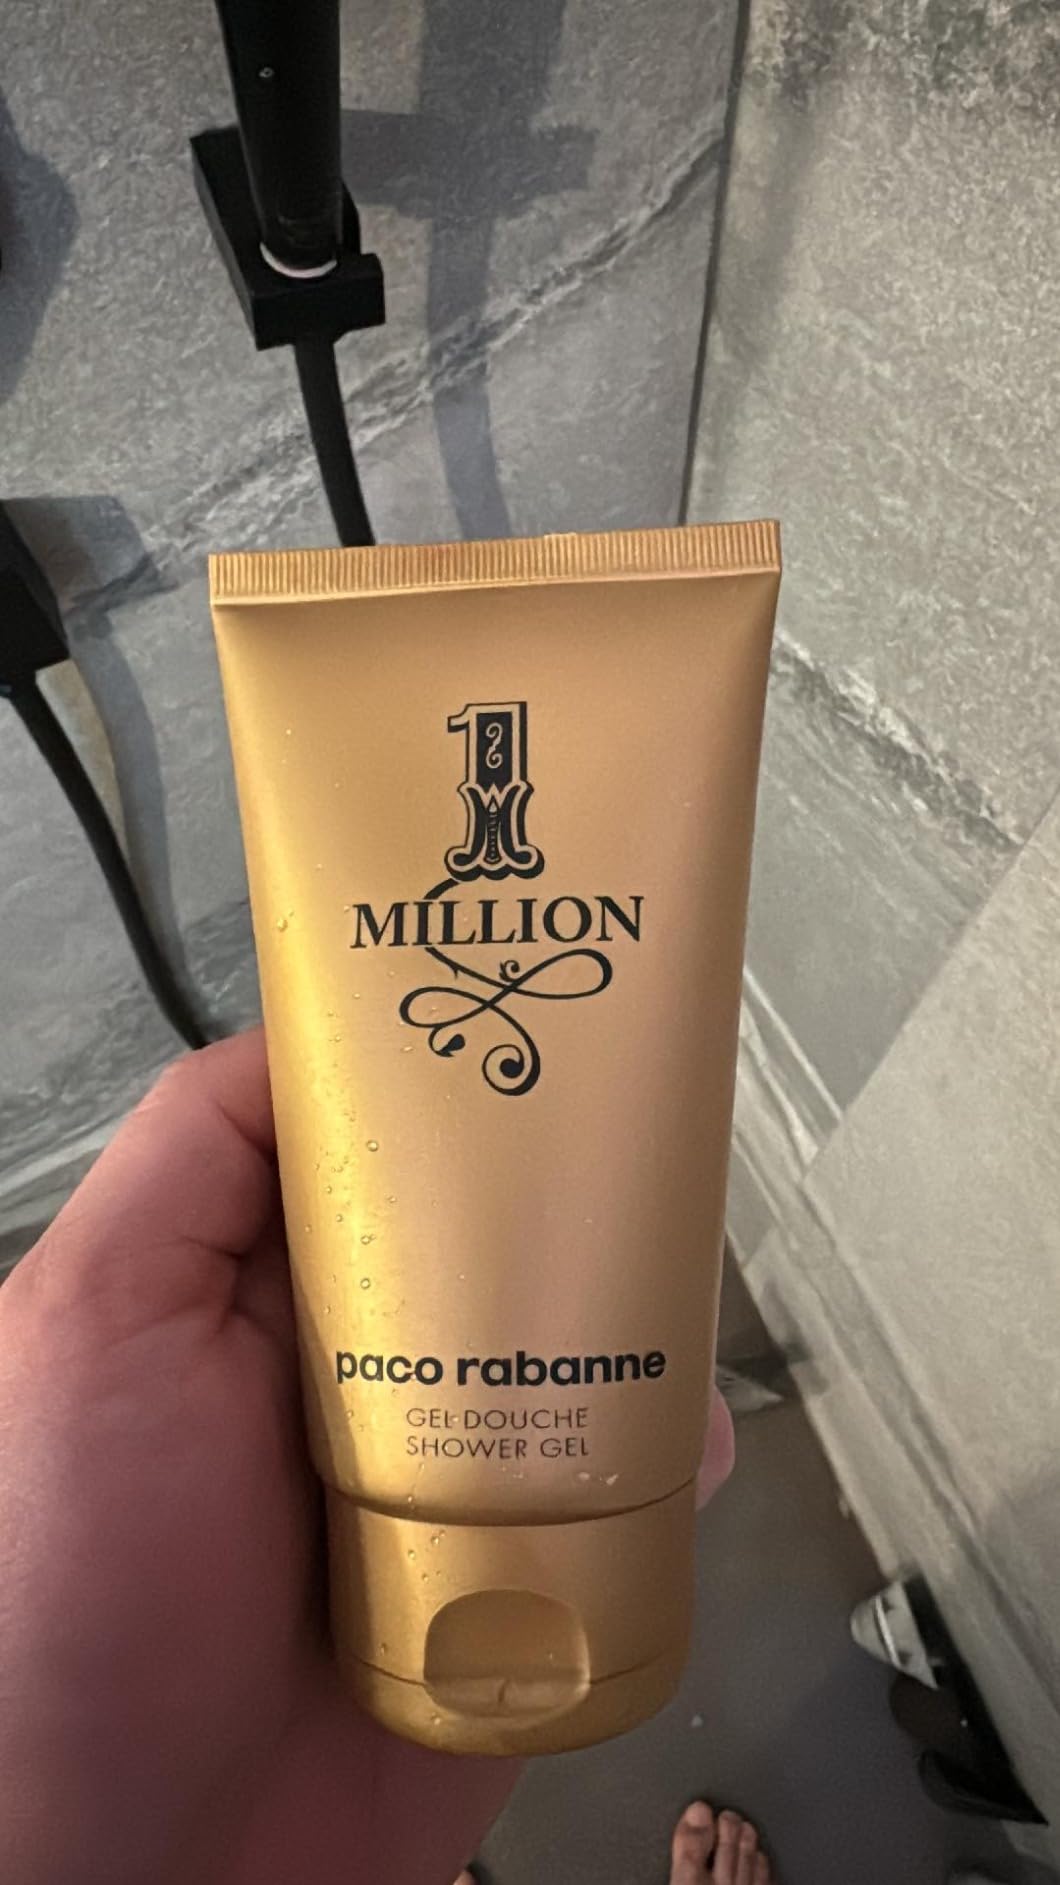 1
MILLION
paco rabanne
GEL DOUCHE
SHOWER GEL